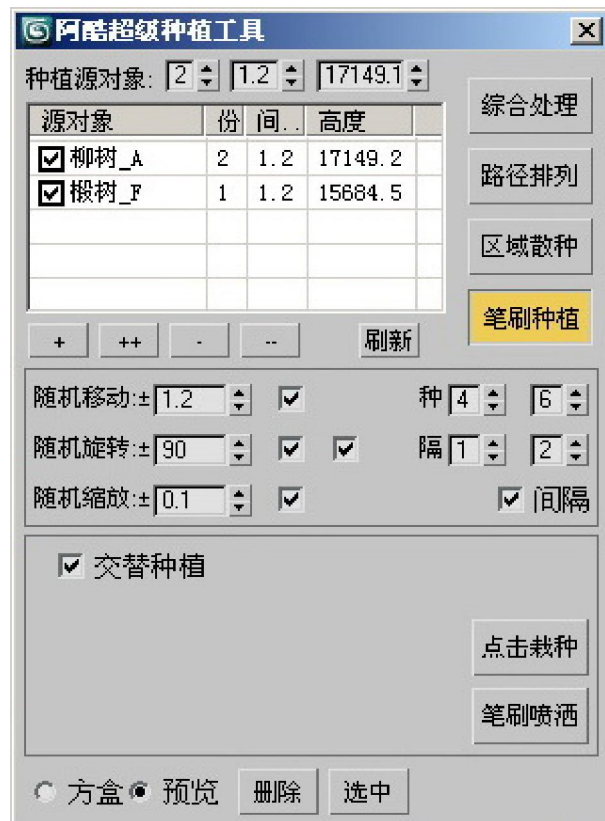 阿酷超级种植工具
种植源对象: 2 1.2 17149.1
源对象 份 间.. 高度
柳树_A 2 1.2 17149.2
椴树_F 1 1.2 15684.5
+ ++ - -- 刷新
综合处理
路径排列
区域散种
笔刷种植
随机移动:± 1.2 种 4 6
随机旋转:± 90 隔 1 2
随机缩放:± 0.1 间隔
交替种植
点击栽种
笔刷喷洒
方盒 预览 删除 选中